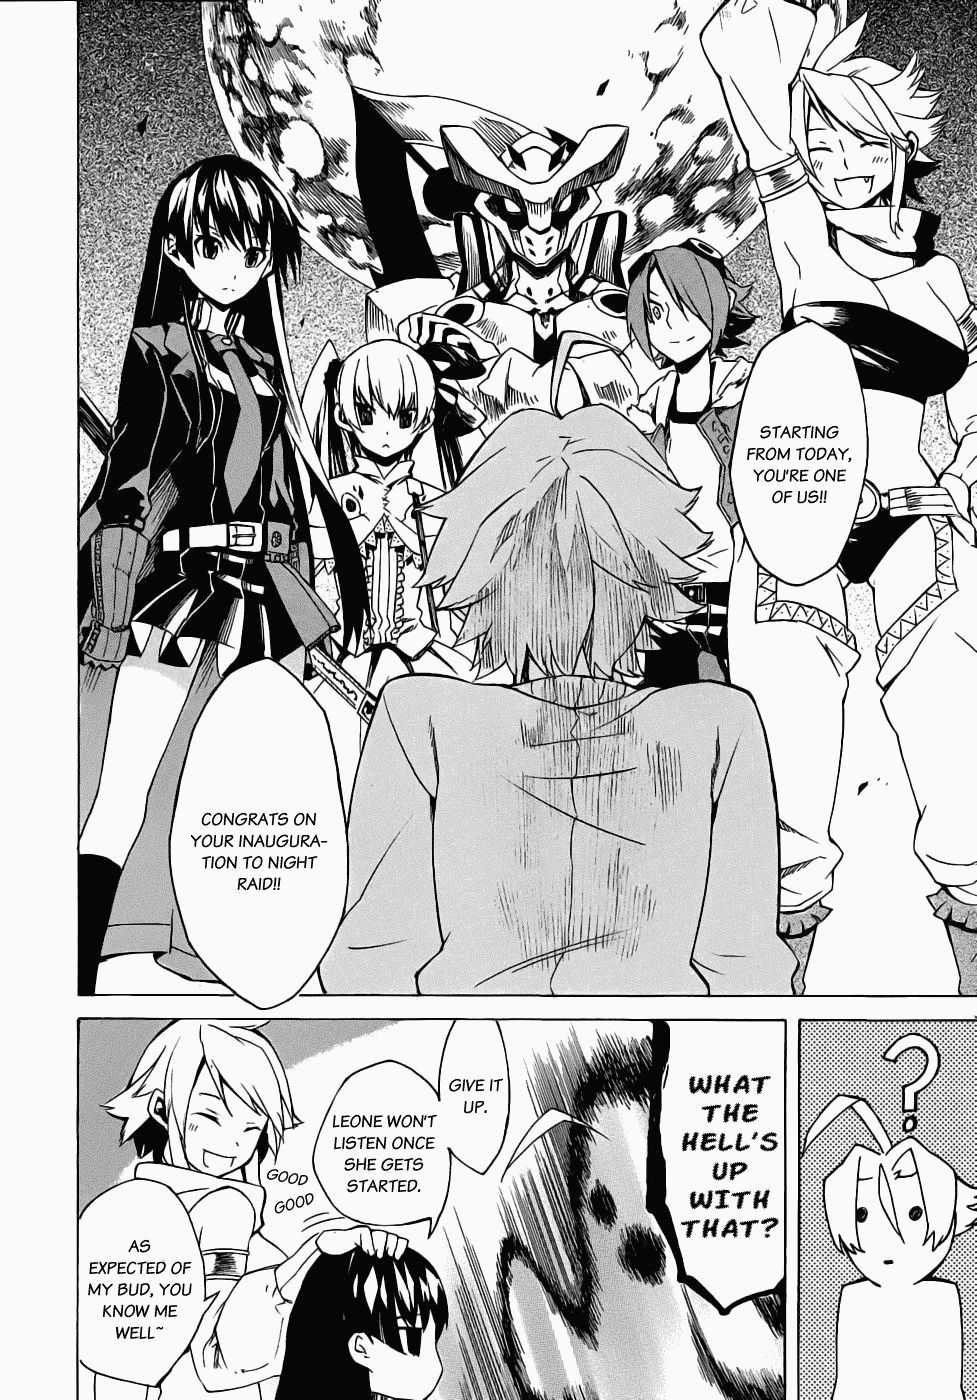 STARTING
FROM TODAY,
YOU'RE ONE
OF US!!
CONGRATS ON
YOUR INAUGURA-
TION TO NIGHT
RAID!!
?
WHAT
THE
HELL'S
UP
WITH
THAT?
GIVE IT
UP.
LEONE WON'T
LISTEN ONCE
SHE GETS
STARTED.
GOOD
GOOD
AS
EXPECTED OF
MY BUD, YOU
KNOW ME
WELL~